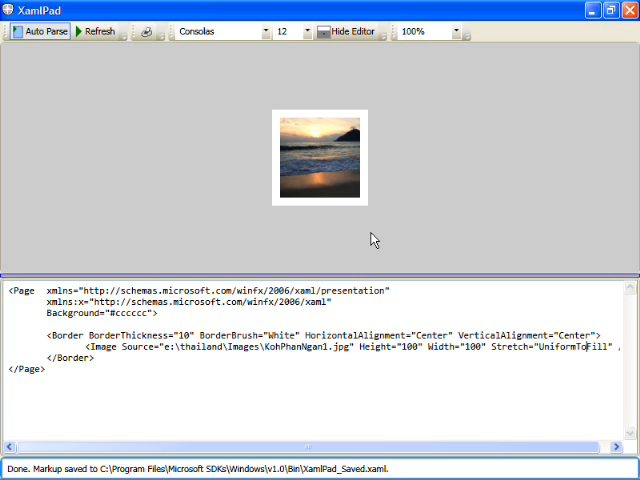 XamlPad
Auto Parse Refresh Consolas 12 Hide Editor 100%
<Page xmlns="http://schemas.microsoft.com/winfx/2006/xaml/presentation"
xmlns:x="http://schemas.microsoft.com/winfx/2006/xaml"
Background="#cccccc">
<Border BorderThickness="10" BorderBrush="White" HorizontalAlignment="Center" VerticalAlignment="Center">
<Image Source="e:\thailand\Images\KohPhanNgan1.jpg" Height="100" Width="100" Stretch="UniformToFill" /
</Border>
</Page>
Done. Markup saved to C:\Program Files\Microsoft SDKs\Windows\v1.0\Bin\XamlPad_Saved.xaml.